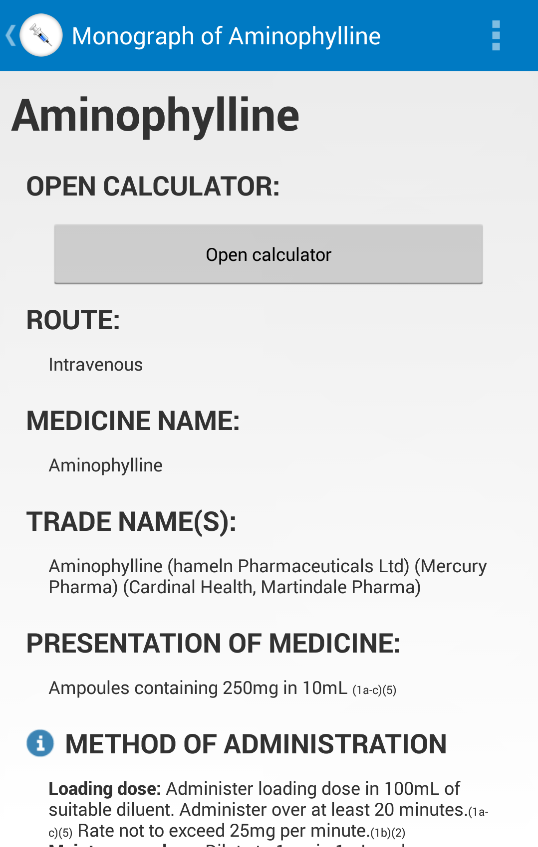 Monograph of Aminophylline
Aminophylline
OPEN CALCULATOR:
Open calculator
ROUTE:
Intravenous
MEDICINE NAME:
Aminophylline
TRADE NAME(S):
Aminophylline (hameln Pharmaceuticals Ltd) (Mercury
Pharma) (Cardinal Health, Martindale Pharma)
PRESENTATION OF MEDICINE:
Ampoules containing 250mg in 10mL (1a-c)(5)
METHOD OF ADMINISTRATION
Loading dose: Administer loading dose in 100mL of
suitable diluent. Administer over at least 20 minutes.(1a-
c)(5) Rate not to exceed 25mg per minute.(1b)(2)